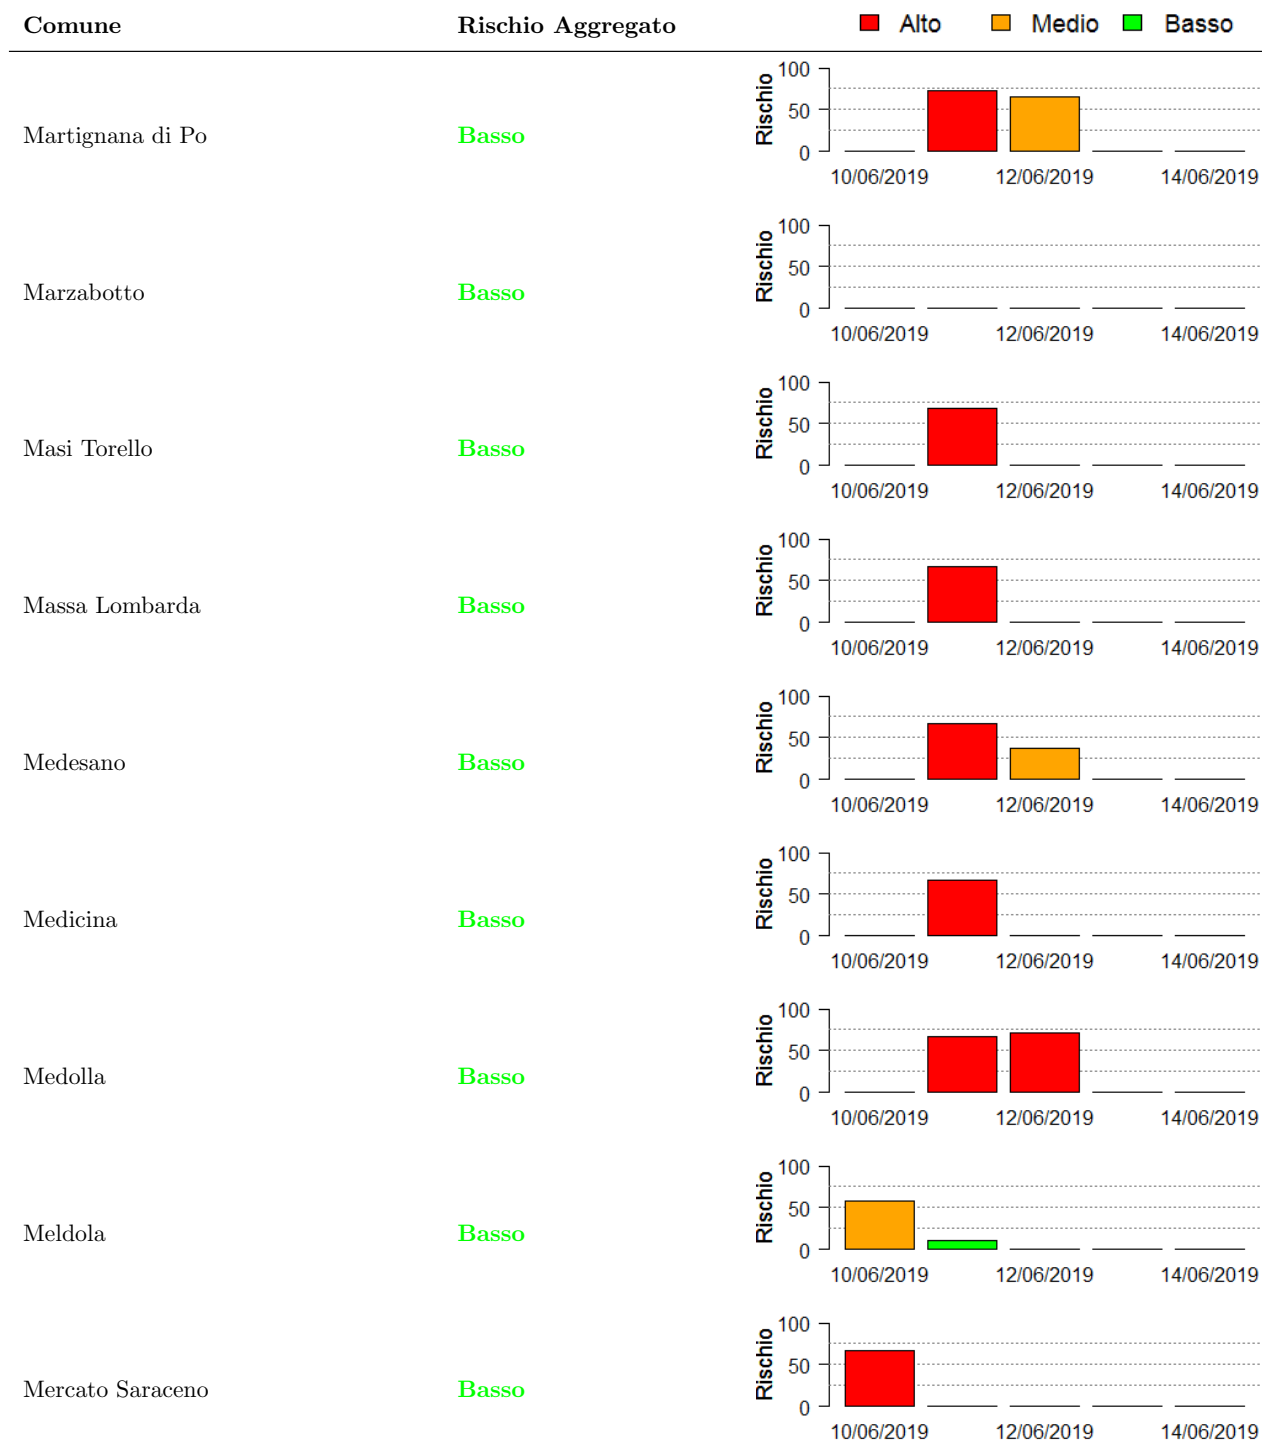 Comune Rischio Aggregato Alto Medio Basso
100
50
0
Rischio
Martignana di Po Basso
10/06/2019 12/06/2019 14/06/2019
100
50
0
Rischio
Marzabotto Basso
10/06/2019 12/06/2019 14/06/2019
100
50
0
Rischio
Masi Torello Basso
10/06/2019 12/06/2019 14/06/2019
100
50
0
Rischio
Massa Lombarda Basso
10/06/2019 12/06/2019 14/06/2019
100
50
0
Rischio
Medesano Basso
10/06/2019 12/06/2019 14/06/2019
100
50
0
Rischio
Medicina Basso
10/06/2019 12/06/2019 14/06/2019
100
50
0
Rischio
Medolla Basso
10/06/2019 12/06/2019 14/06/2019
100
50
0
Rischio
Meldola Basso
10/06/2019 12/06/2019 14/06/2019
100
50
0
Rischio
Mercato Saraceno Basso
10/06/2019 12/06/2019 14/06/2019